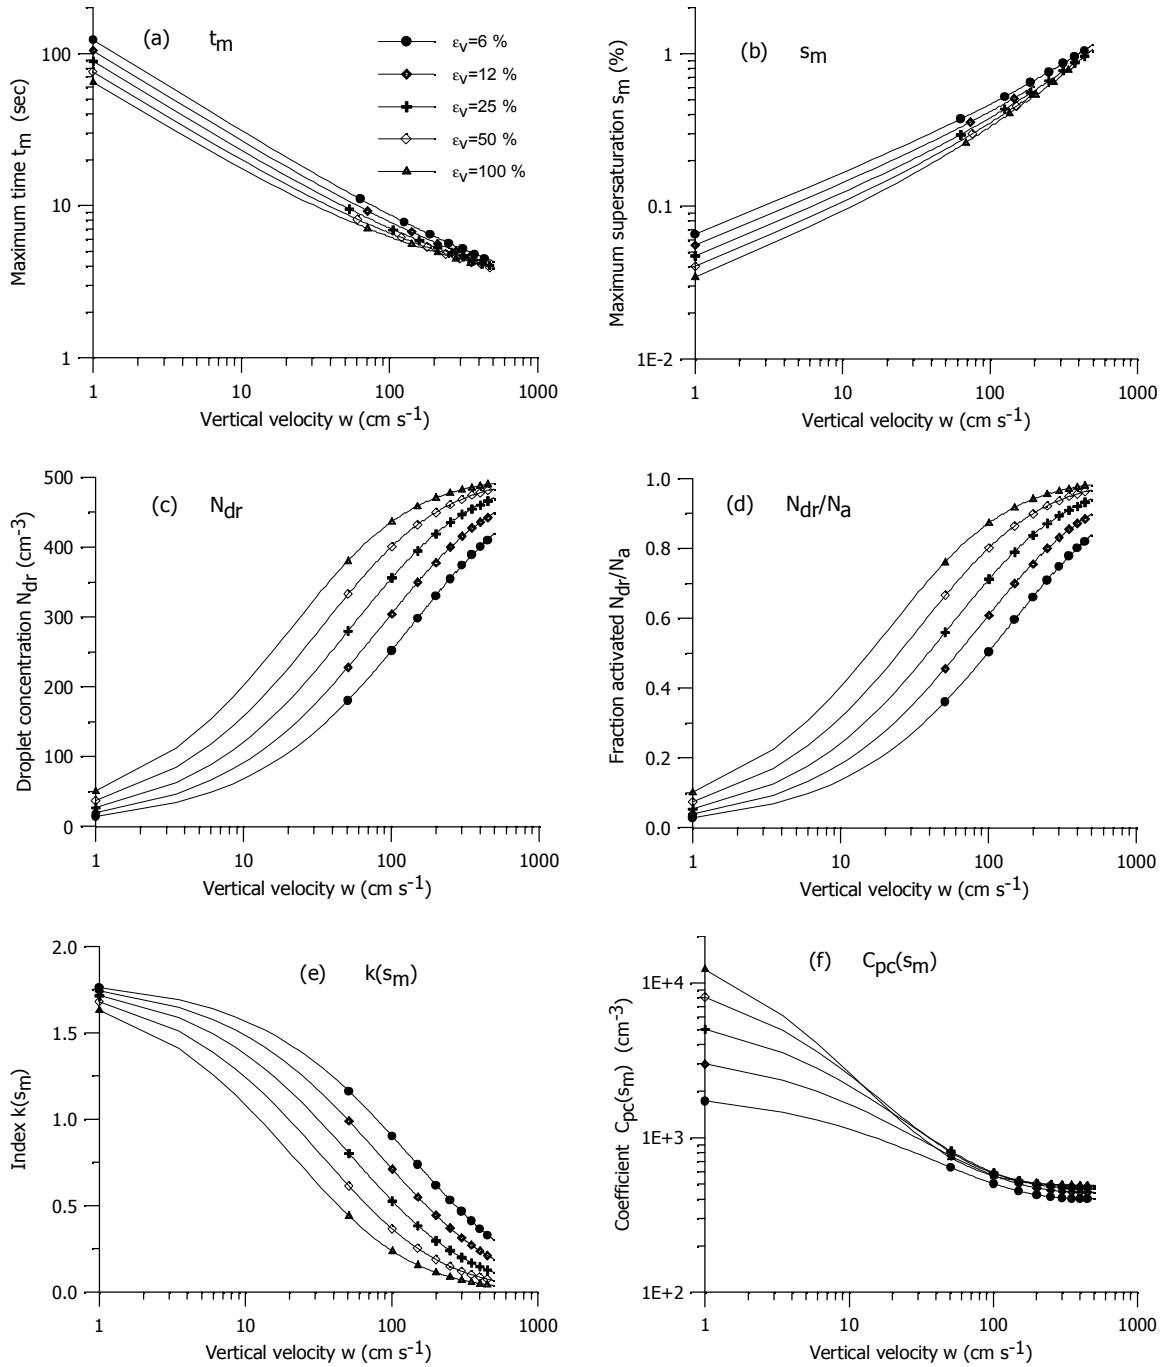 (a) t_m
ε_v=6 %
ε_v=12 %
ε_v=25 %
ε_v=50 %
ε_v=100 %
Maximum time t_m (sec)
100
10
1
1 10 100 1000
Vertical velocity w (cm s⁻¹)
(b) s_m
Maximum supersaturation s_m (%)
1
0.1
1E-2
1 10 100 1000
Vertical velocity w (cm s⁻¹)
(c) N_dr
Droplet concentration N_dr (cm⁻³)
500
400
300
200
100
0
1 10 100 1000
Vertical velocity w (cm s⁻¹)
(d) N_dr/N_a
Fraction activated N_dr/N_a
1.0
0.8
0.6
0.4
0.2
0.0
1 10 100 1000
Vertical velocity w (cm s⁻¹)
(e) k(s_m)
Index k(s_m)
2.0
1.5
1.0
0.5
0.0
1 10 100 1000
Vertical velocity w (cm s⁻¹)
(f) C_pc(s_m)
Coefficient C_pc(s_m) (cm⁻³)
1E+4
1E+3
1E+2
1 10 100 1000
Vertical velocity w (cm s⁻¹)